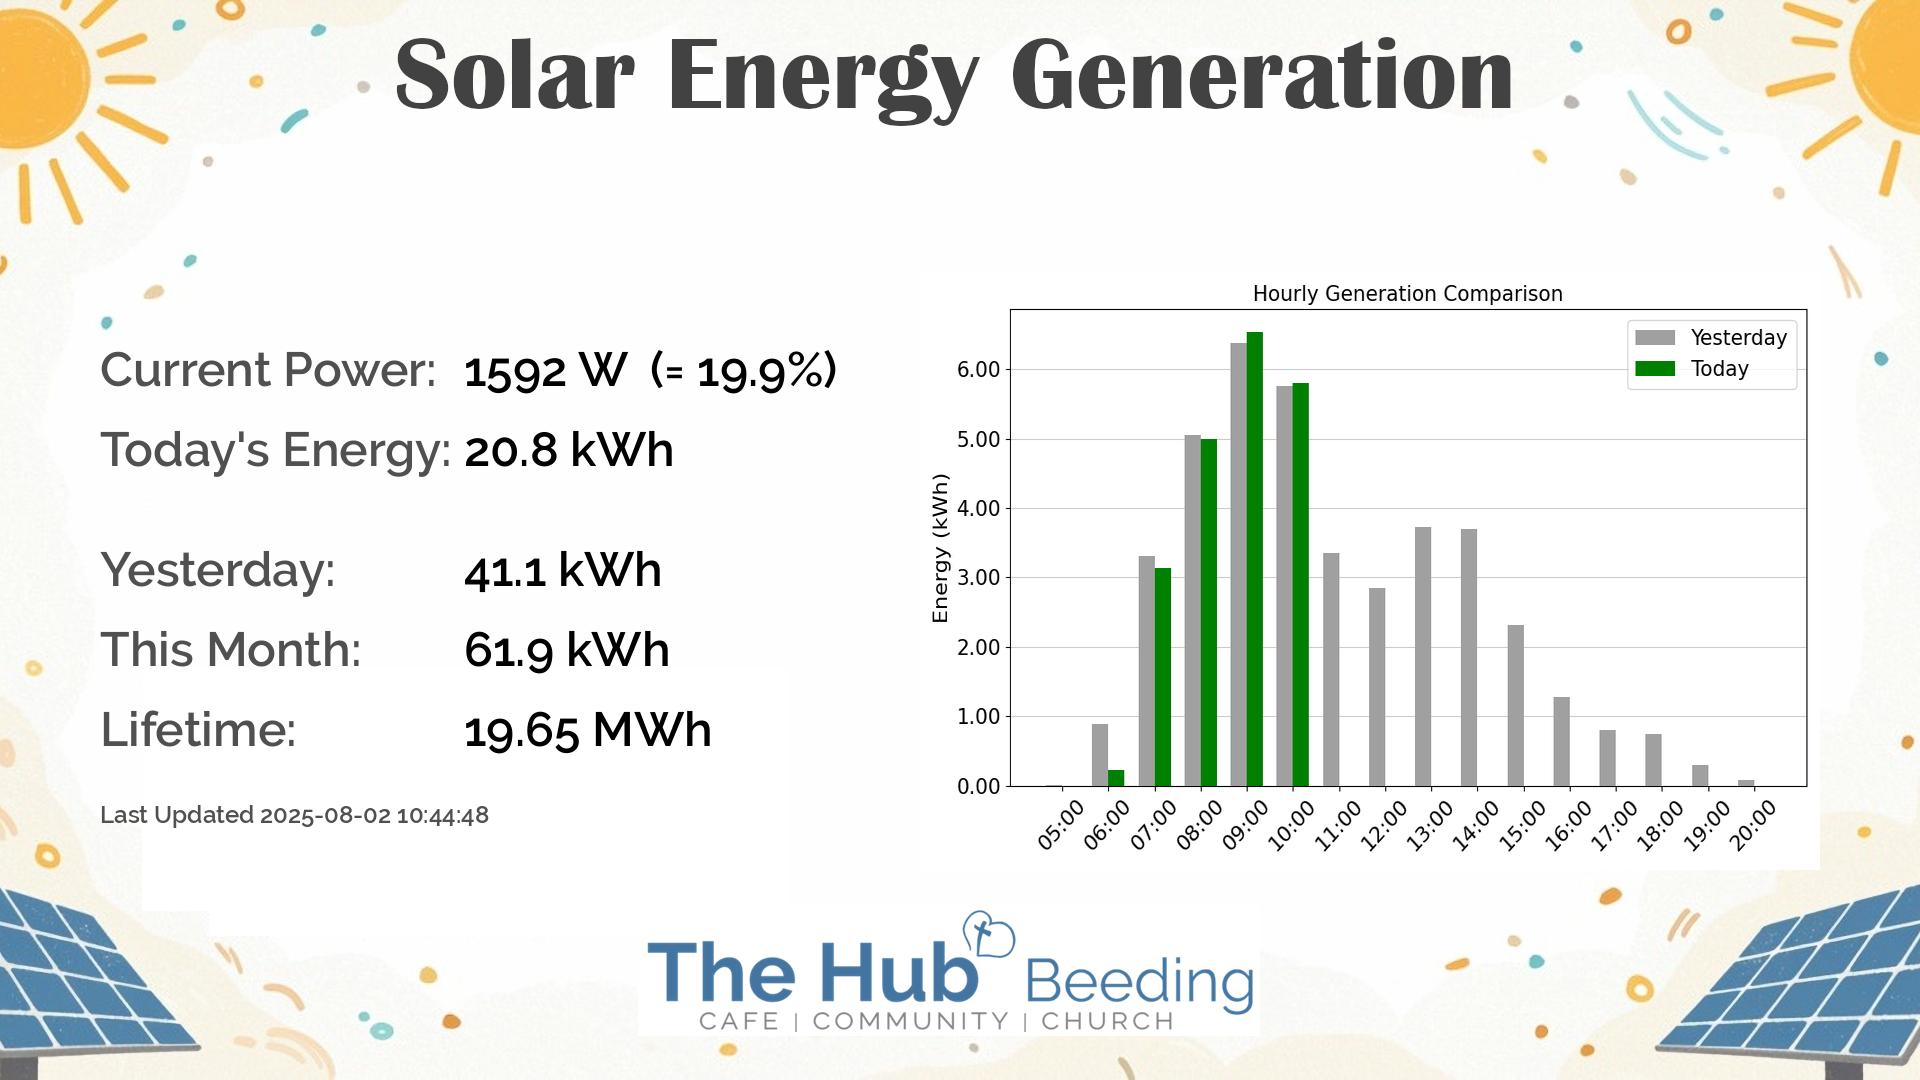 Solar Energy Generation
Current Power: 1592 W (= 19.9%)
Today's Energy: 20.8 kWh
Yesterday: 41.1 kWh
This Month: 61.9 kWh
Lifetime: 19.65 MWh
Last Updated 2025-08-02 10:44:48
Hourly Generation Comparison
Yesterday
Today
Energy (kWh)
6.00
5.00
4.00
3.00
2.00
1.00
0.00
05:00 06:00 07:00 08:00 09:00 10:00 11:00 12:00 13:00 14:00 15:00 16:00 17:00 18:00 19:00 20:00
The Hub Beeding
CAFE | COMMUNITY | CHURCH